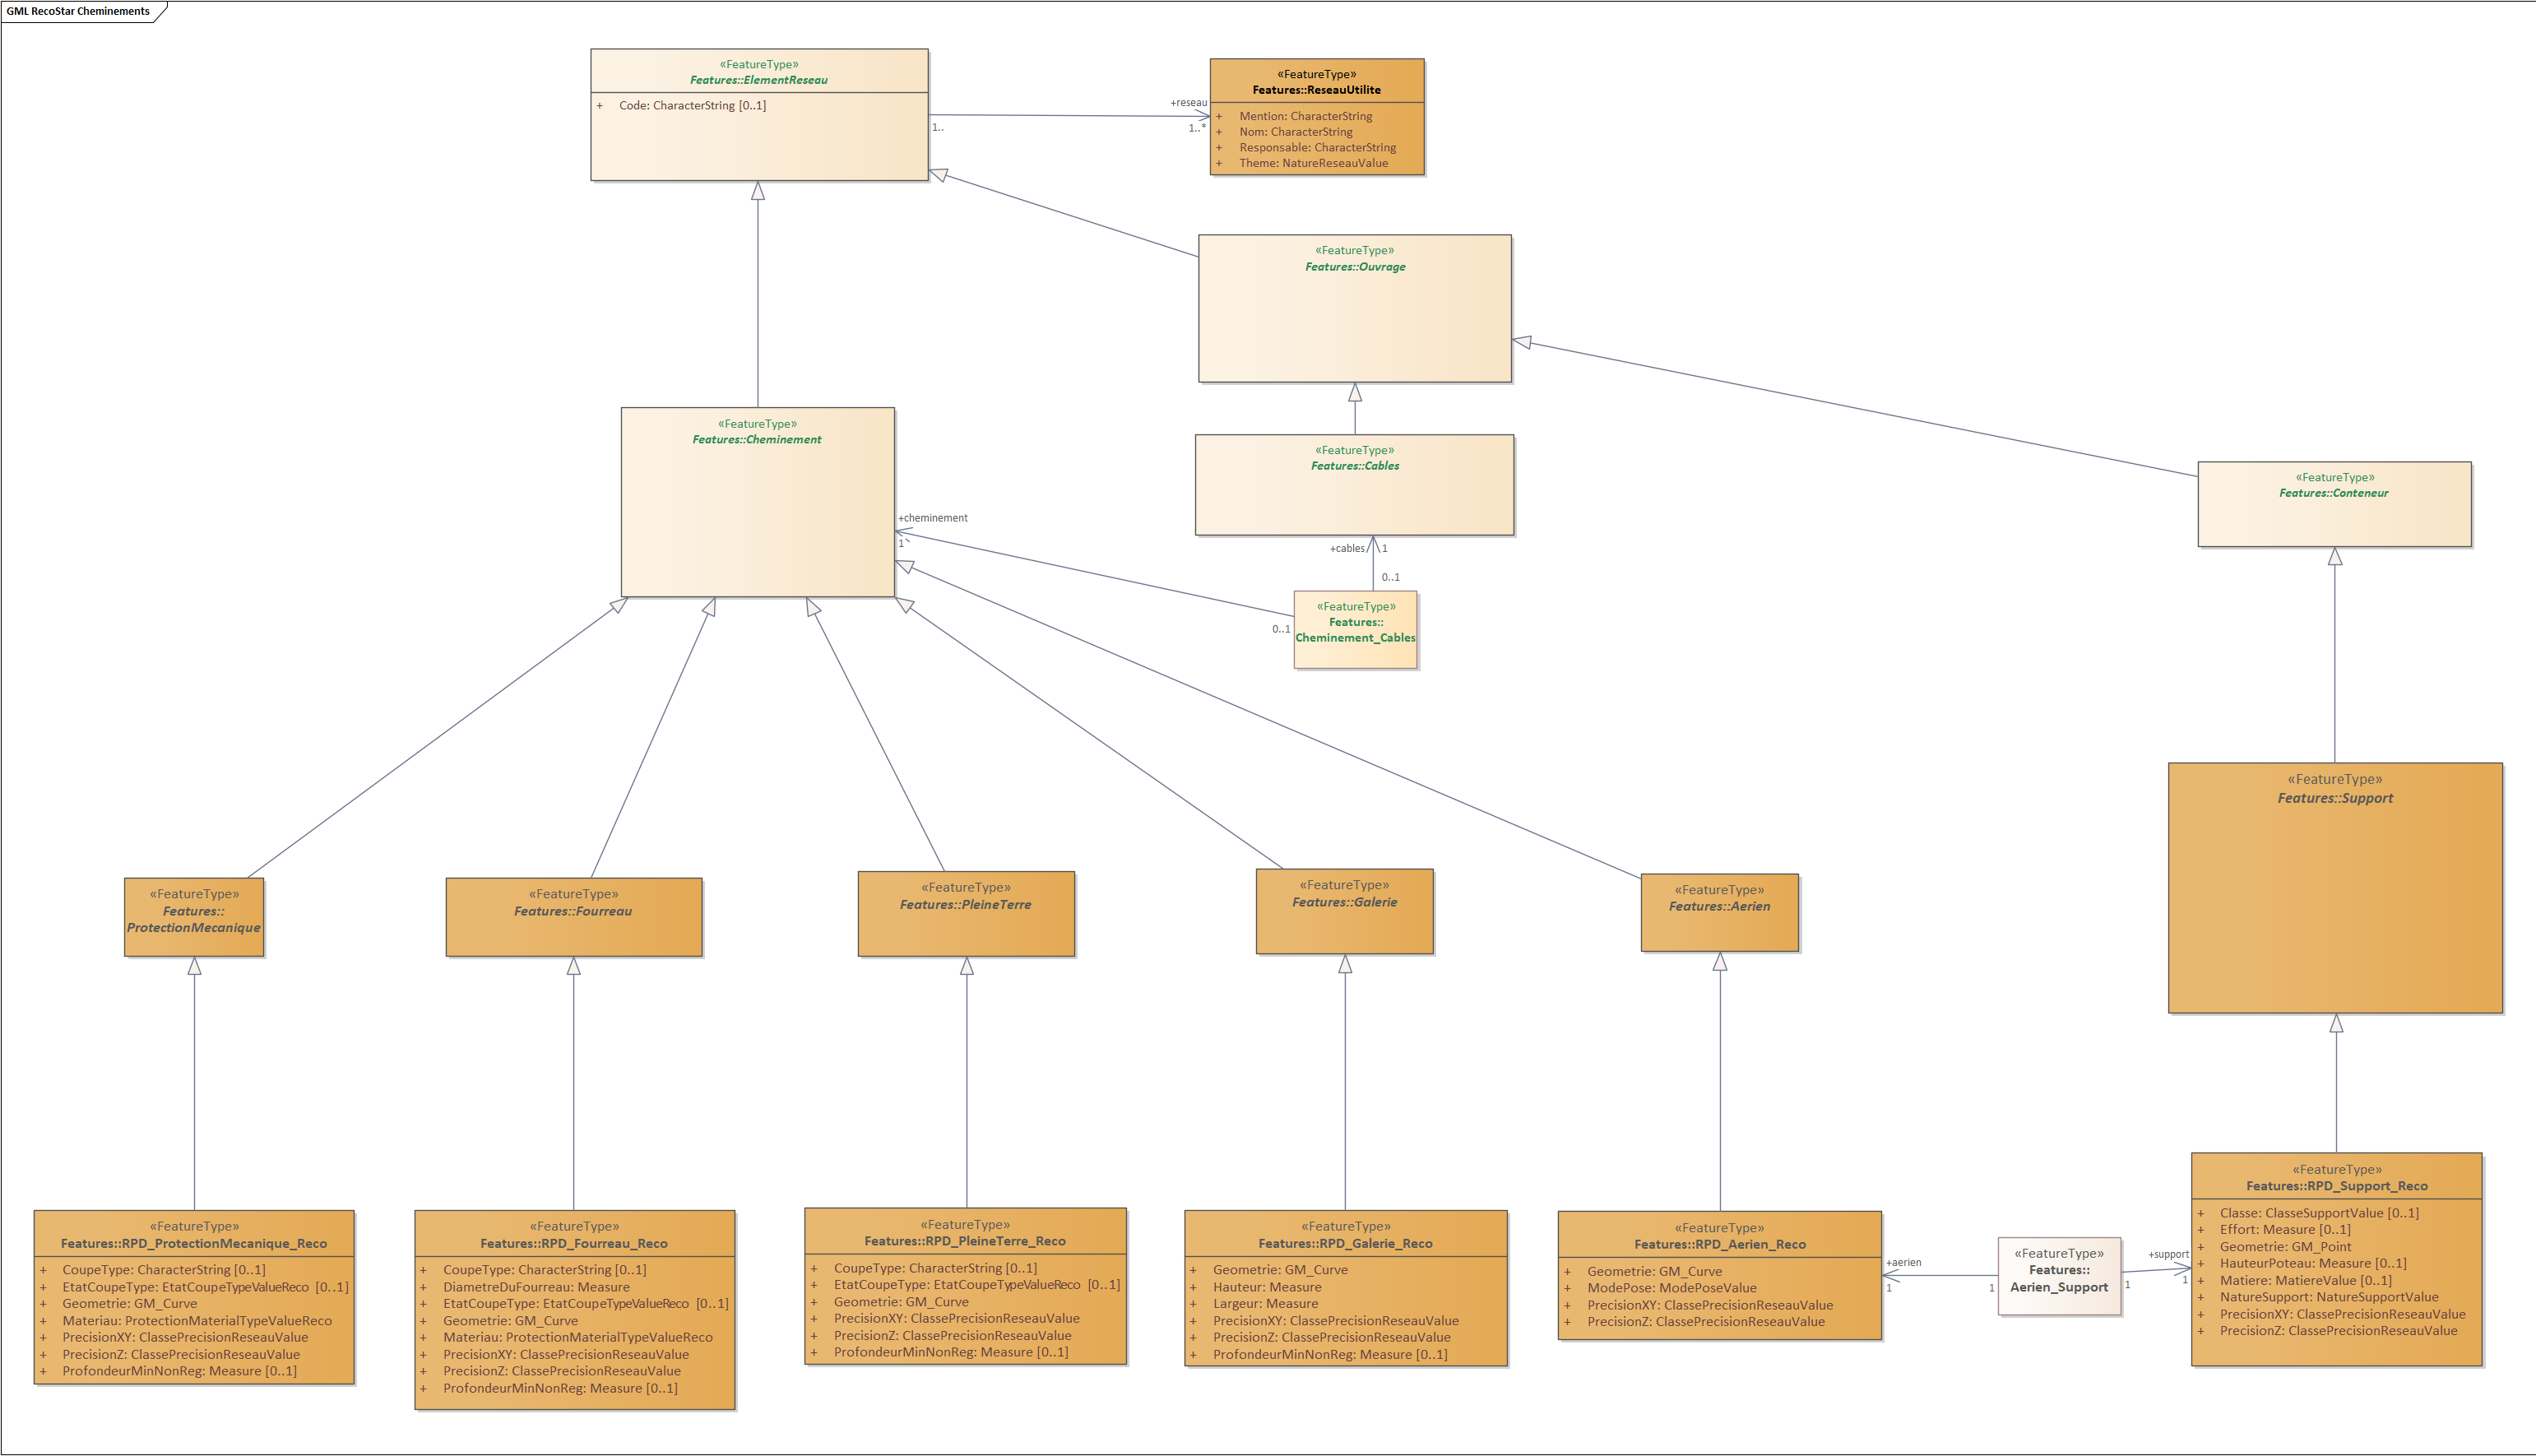 GML RecoStar Cheminements
«FeatureType»
Features::ElementReseau
+ Code: CharacterString [0..1]
1..
+reseau
1..*
«FeatureType»
Features::ReseauUtilite
+ Mention: CharacterString
+ Nom: CharacterString
+ Responsable: CharacterString
+ Theme: NatureReseauValue
«FeatureType»
Features::Ouvrage
«FeatureType»
Features::Cheminement
«FeatureType»
Features::Cables
«FeatureType»
Features::Conteneur
+cheminement
1
+cables
1
0..1
0..1
«FeatureType»
Features::
Cheminement_Cables
«FeatureType»
Features::Support
«FeatureType»
Features::
ProtectionMecanique
«FeatureType»
Features::Fourreau
«FeatureType»
Features::PleineTerre
«FeatureType»
Features::Galerie
«FeatureType»
Features::Aerien
«FeatureType»
Features::RPD_ProtectionMecanique_Reco
+ CoupeType: CharacterString [0..1]
+ EtatCoupeType: EtatCoupeTypeValueReco [0..1]
+ Geometrie: GM_Curve
+ Materiau: ProtectionMaterialTypeValueReco
+ PrecisionXY: ClassePrecisionReseauValue
+ PrecisionZ: ClassePrecisionReseauValue
+ ProfondeurMinNonReg: Measure [0..1]
«FeatureType»
Features::RPD_Fourreau_Reco
+ CoupeType: CharacterString [0..1]
+ DiametreDuFourreau: Measure
+ EtatCoupeType: EtatCoupeTypeValueReco [0..1]
+ Geometrie: GM_Curve
+ Materiau: ProtectionMaterialTypeValueReco
+ PrecisionXY: ClassePrecisionReseauValue
+ PrecisionZ: ClassePrecisionReseauValue
+ ProfondeurMinNonReg: Measure [0..1]
«FeatureType»
Features::RPD_PleineTerre_Reco
+ CoupeType: CharacterString [0..1]
+ EtatCoupeType: EtatCoupeTypeValueReco [0..1]
+ Geometrie: GM_Curve
+ PrecisionXY: ClassePrecisionReseauValue
+ PrecisionZ: ClassePrecisionReseauValue
+ ProfondeurMinNonReg: Measure [0..1]
«FeatureType»
Features::RPD_Galerie_Reco
+ Geometrie: GM_Curve
+ Hauteur: Measure
+ Largeur: Measure
+ PrecisionXY: ClassePrecisionReseauValue
+ PrecisionZ: ClassePrecisionReseauValue
+ ProfondeurMinNonReg: Measure [0..1]
«FeatureType»
Features::RPD_Aerien_Reco
+ Geometrie: GM_Curve
+ ModePose: ModePoseValue
+ PrecisionXY: ClassePrecisionReseauValue
+ PrecisionZ: ClassePrecisionReseauValue
+aerien
1
1
«FeatureType»
Features::
Aerien_Support
+support
1
1
«FeatureType»
Features::RPD_Support_Reco
+ Classe: ClasseSupportValue [0..1]
+ Effort: Measure [0..1]
+ Geometrie: GM_Point
+ HauteurPoteau: Measure [0..1]
+ Matiere: MatiereValue [0..1]
+ NatureSupport: NatureSupportValue
+ PrecisionXY: ClassePrecisionReseauValue
+ PrecisionZ: ClassePrecisionReseauValue